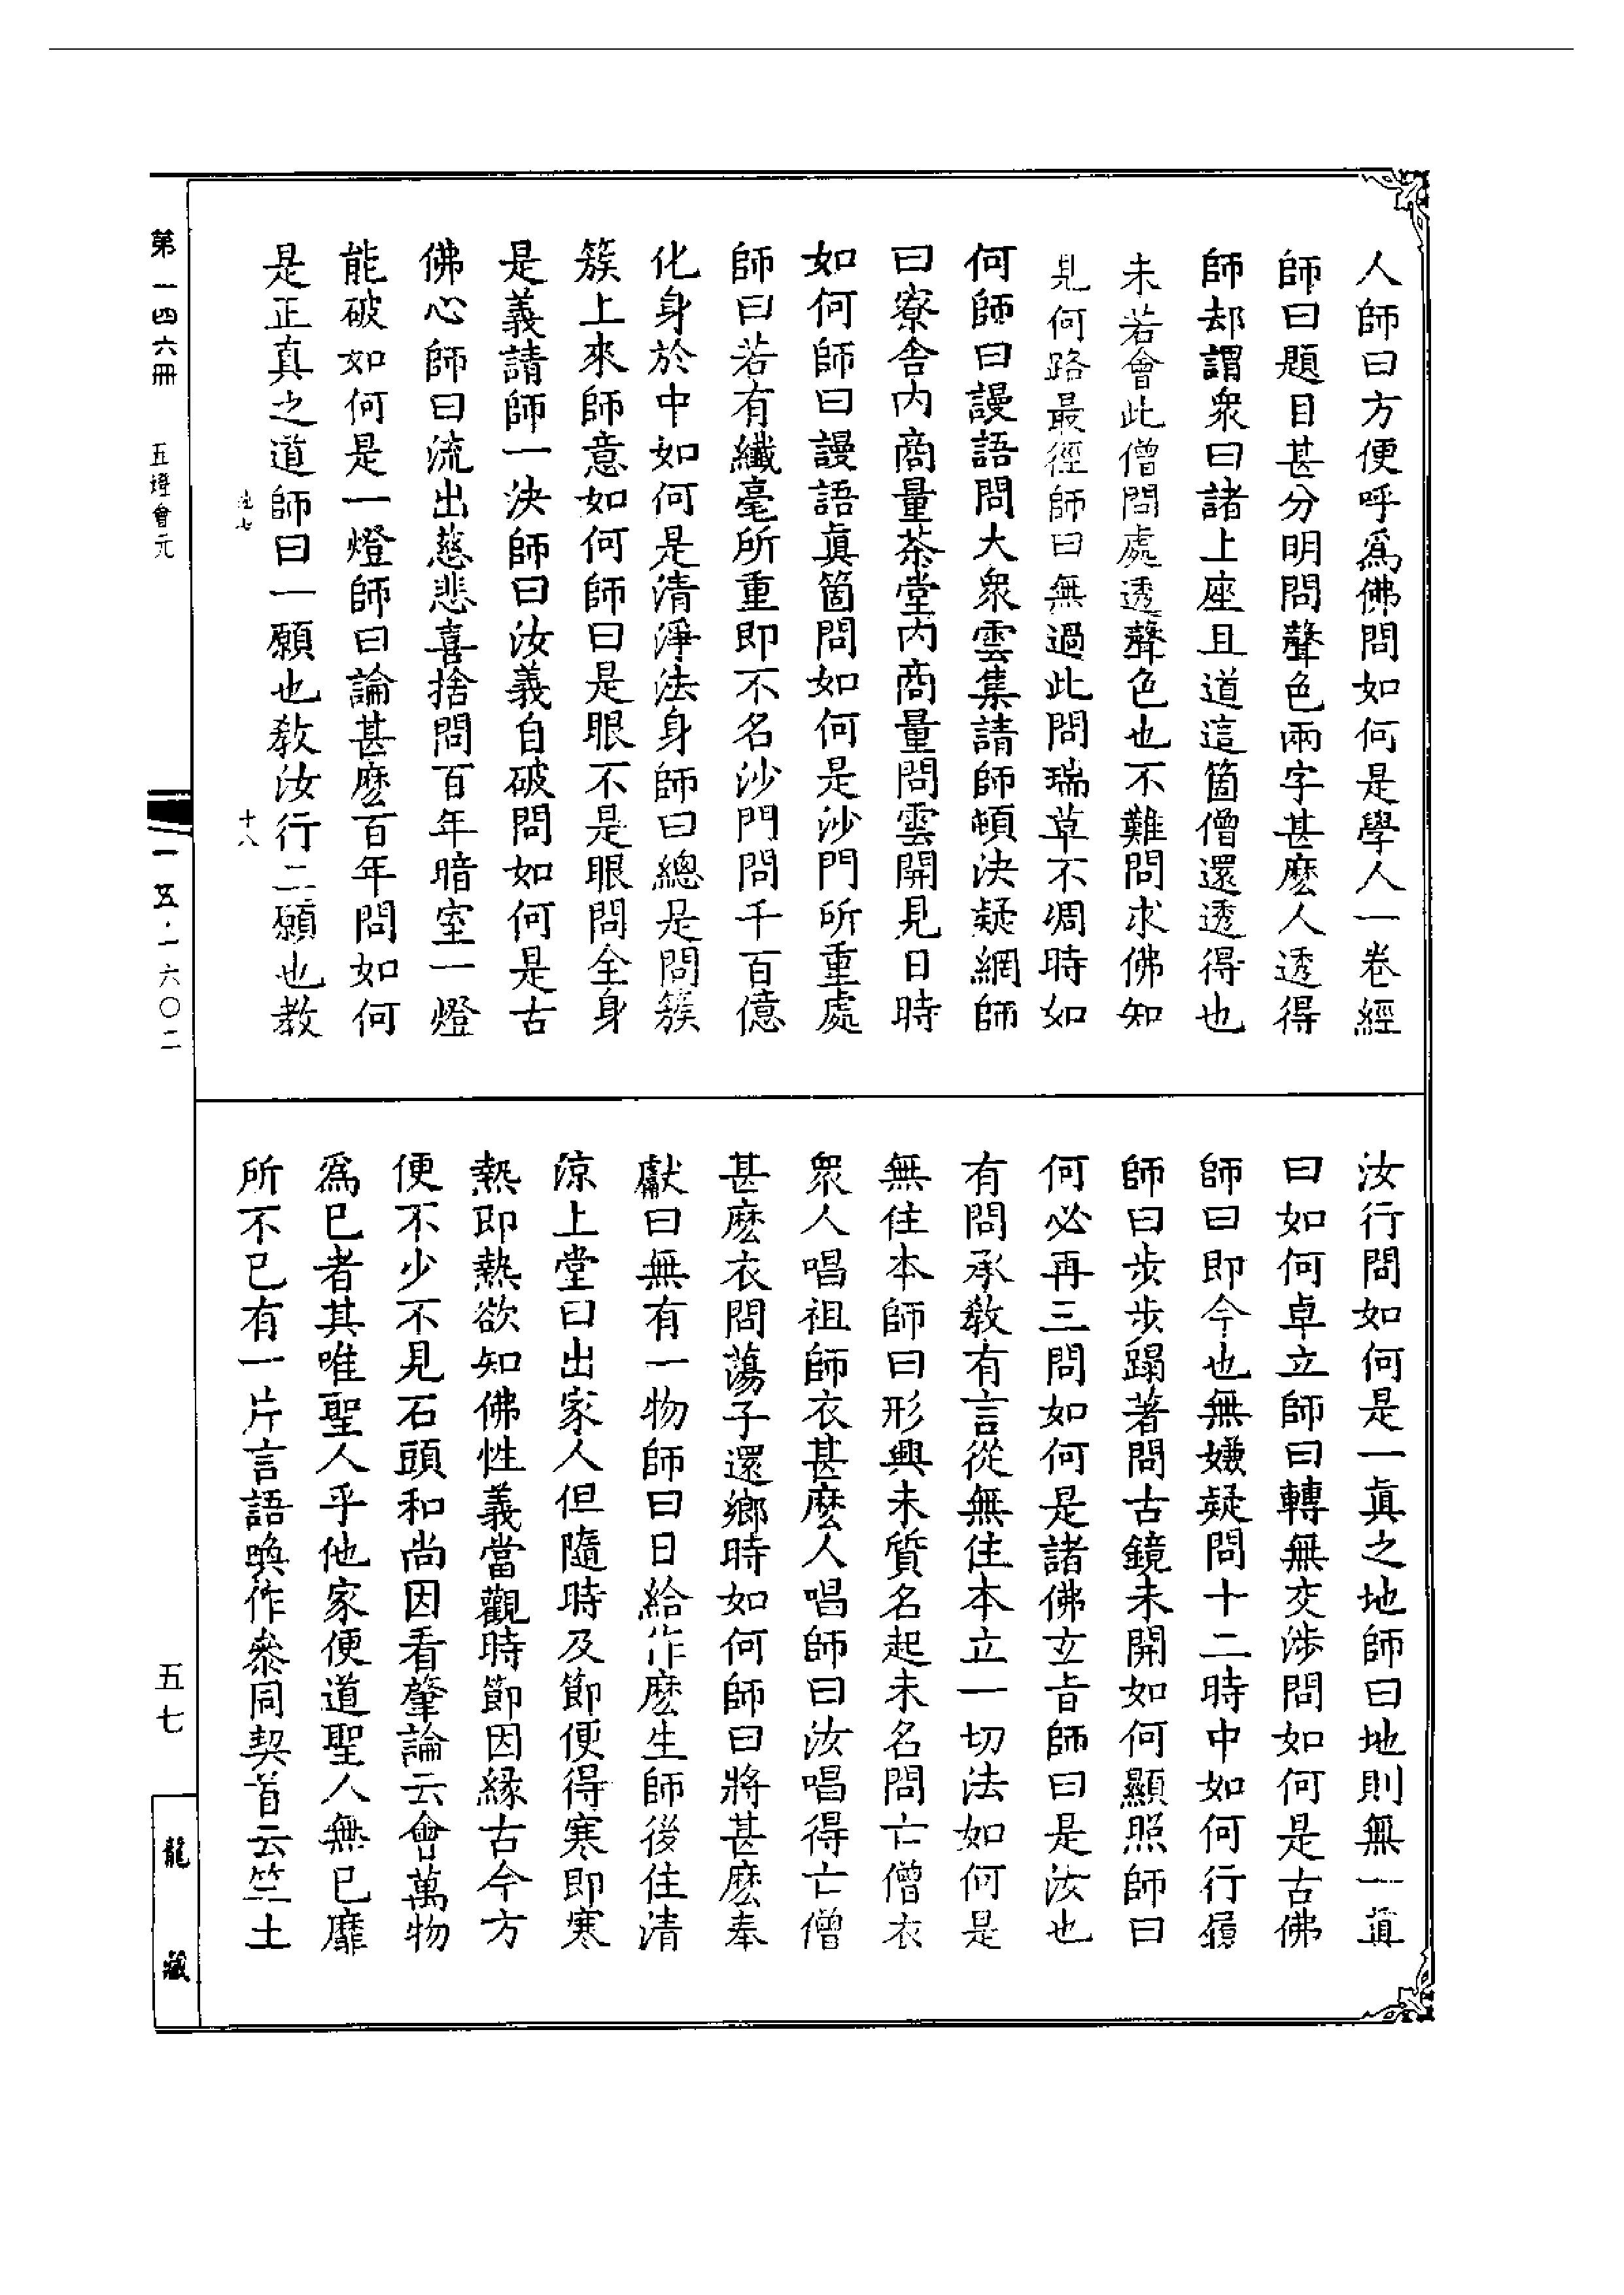 人師曰方便呼爲佛問如何是學人一卷經
師曰題目甚分明問聲色兩字甚麽人透得
師却謂衆曰諸上座且道這箇僧還透得也
未若會此僧問處透聲色也不難問求佛知
見何路最徑師曰無過此問瑞草不凋時如
何師曰謾語問大衆雲集請師頓決疑網師
曰寮舍內商量茶堂內商量問雲開見日時
如何師曰謾語眞箇問如何是沙門所重處
師曰若有纖毫所重即不名沙門問千百億
化身於中如何是清淨法身師曰總是問簇
簇上來師意如何師曰是眼不是眼問全身
是義請師一決師曰汝義自破問如何是古
佛心師曰流出慈悲喜捨問百年暗室一燈
能破如何是一燈師曰論甚麽百年問如何
是正真之道師曰一願也教汝行二願也教
汝行問如何是一眞之地師曰地則無一眞
曰如何卓立師曰轉無交涉問如何是古佛
師曰即今也無嫌疑問十二時中如何行履
師曰步步蹋著問古鏡未開如何顯照師曰
何必再三問如何是諸佛玄旨師曰是汝也
有問承教有言從無住本立一切法如何是
無住本師曰形興未質名起未名問亡僧衣
衆人唱祖師衣甚麽人唱師曰汝唱得亡僧
甚麽衣問蕩子還鄉時如何師曰將甚麽奉
獻曰無有一物師曰日給作麽生師後住清
涼上堂曰出家人但隨時及節便得寒即寒
熱即熱欲知佛性義當觀時節因緣古今方
便不少不見石頭和尚因看肇論云會萬物
爲巳者其唯聖人乎他家便道聖人無巳靡
所不巳有一片言語喚作叅同契首云竺土
第一四六冊
五燈會元
十八
一五·一六〇二
五七
龍藏